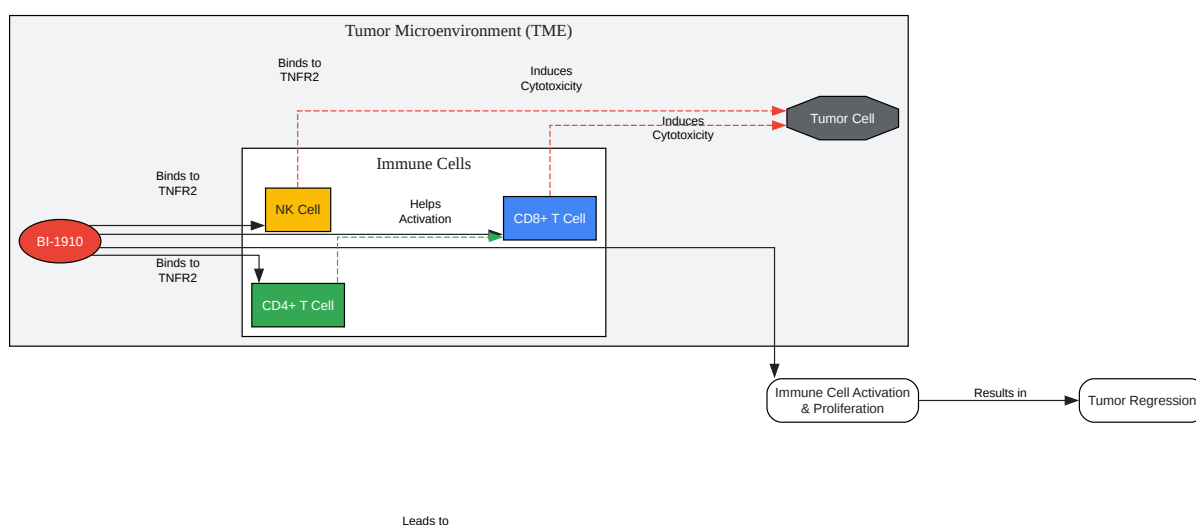 Tumor Microenvironment (TME)
Binds to
TNFR2
Induces
Cytotoxicity
Tumor Cell
Induces
Cytotoxicity
Immune Cells
Binds to
TNFR2
NK Cell
Helps
Activation
CD8+ T Cell
BI-1910
Binds to
TNFR2
CD4+ T Cell
Immune Cell Activation
& Proliferation
Results in
Tumor Regression
Leads to